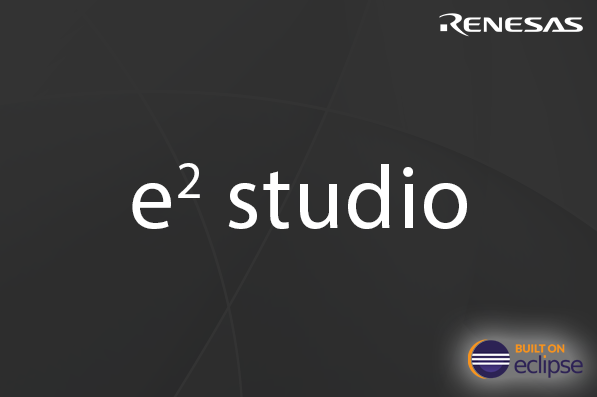 RENESAS
e² studio
BUILT ON
eclipse